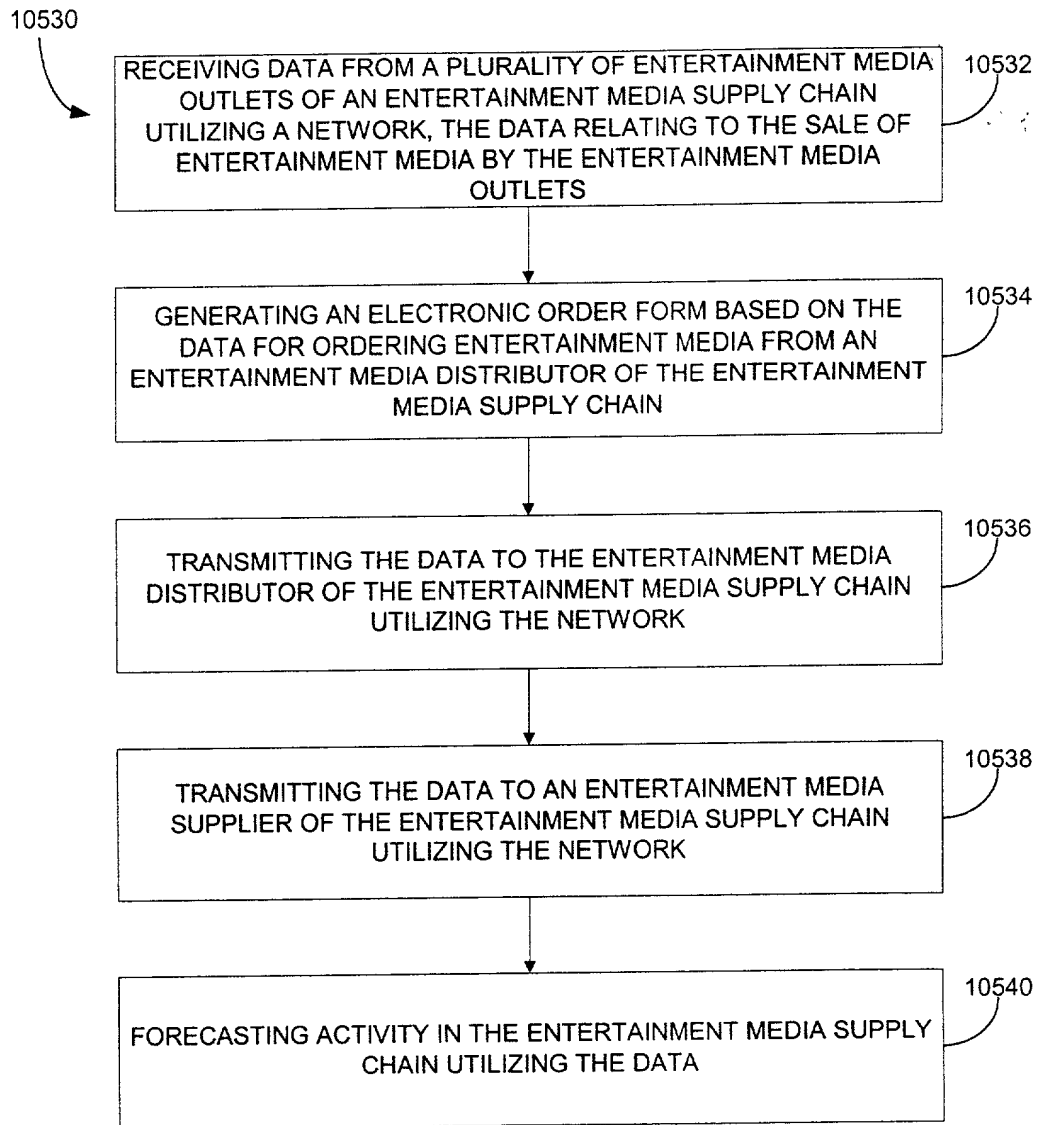 10530
RECEIVING DATA FROM A PLURALITY OF ENTERTAINMENT MEDIA
OUTLETS OF AN ENTERTAINMENT MEDIA SUPPLY CHAIN
UTILIZING A NETWORK, THE DATA RELATING TO THE SALE OF
ENTERTAINMENT MEDIA BY THE ENTERTAINMENT MEDIA
OUTLETS
10532
GENERATING AN ELECTRONIC ORDER FORM BASED ON THE
DATA FOR ORDERING ENTERTAINMENT MEDIA FROM AN
ENTERTAINMENT MEDIA DISTRIBUTOR OF THE ENTERTAINMENT
MEDIA SUPPLY CHAIN
10534
TRANSMITTING THE DATA TO THE ENTERTAINMENT MEDIA
DISTRIBUTOR OF THE ENTERTAINMENT MEDIA SUPPLY CHAIN
UTILIZING THE NETWORK
10536
TRANSMITTING THE DATA TO AN ENTERTAINMENT MEDIA
SUPPLIER OF THE ENTERTAINMENT MEDIA SUPPLY CHAIN
UTILIZING THE NETWORK
10538
FORECASTING ACTIVITY IN THE ENTERTAINMENT MEDIA SUPPLY
CHAIN UTILIZING THE DATA
10540